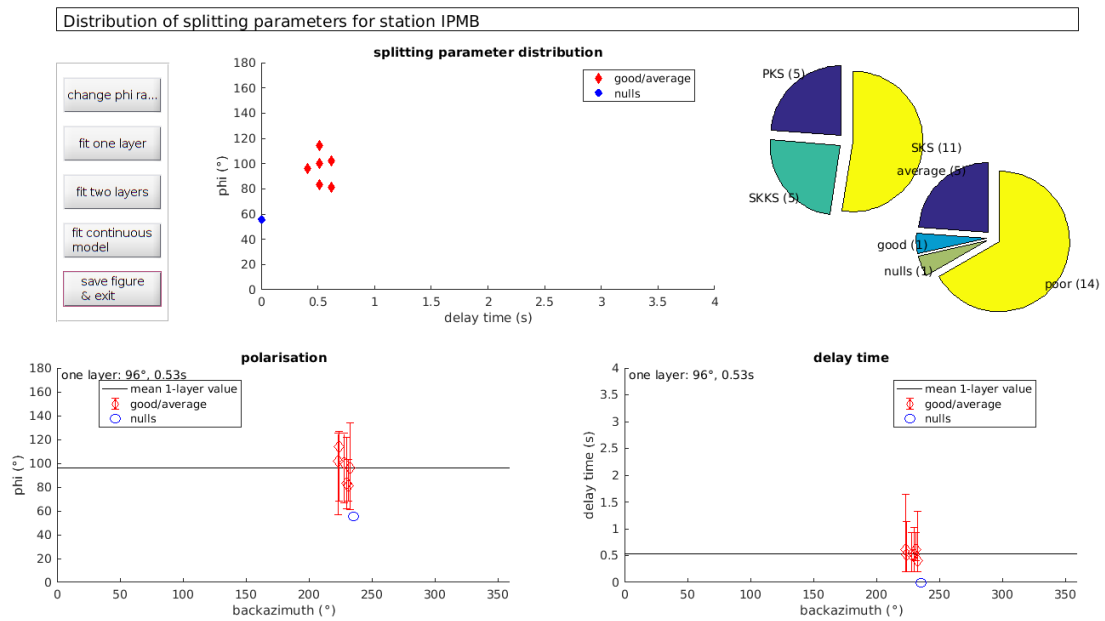 Distribution of splitting parameters for station IPMB
change phi ra...
fit one layer
fit two layers
fit continuous
model
save figure
& exit
splitting parameter distribution
180
160
140
120
100
80
60
40
20
0
phi (°)
0
0.5
1
1.5
2
2.5
3
3.5
4
delay time (s)
good/average
nulls
PKS (5)
SKS (11)
SKKS (5)
average (5)
good (1)
nulls (1)
poor (14)
polarisation
180
160
140
120
100
80
60
40
20
0
phi (°)
one layer: 96°, 0.53s
mean 1-layer value
good/average
nulls
0
50
100
150
200
250
300
350
backazimuth (°)
delay time
4
3.5
3
2.5
2
1.5
1
0.5
0
delay time (s)
one layer: 96°, 0.53s
mean 1-layer value
good/average
nulls
0
50
100
150
200
250
300
350
backazimuth (°)